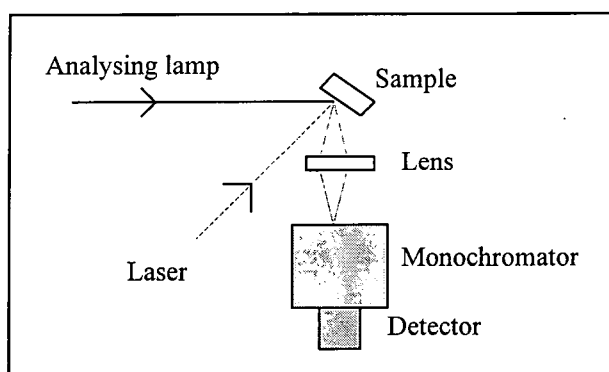 Analysing lamp
Sample
Lens
Laser
Monochromator
Detector